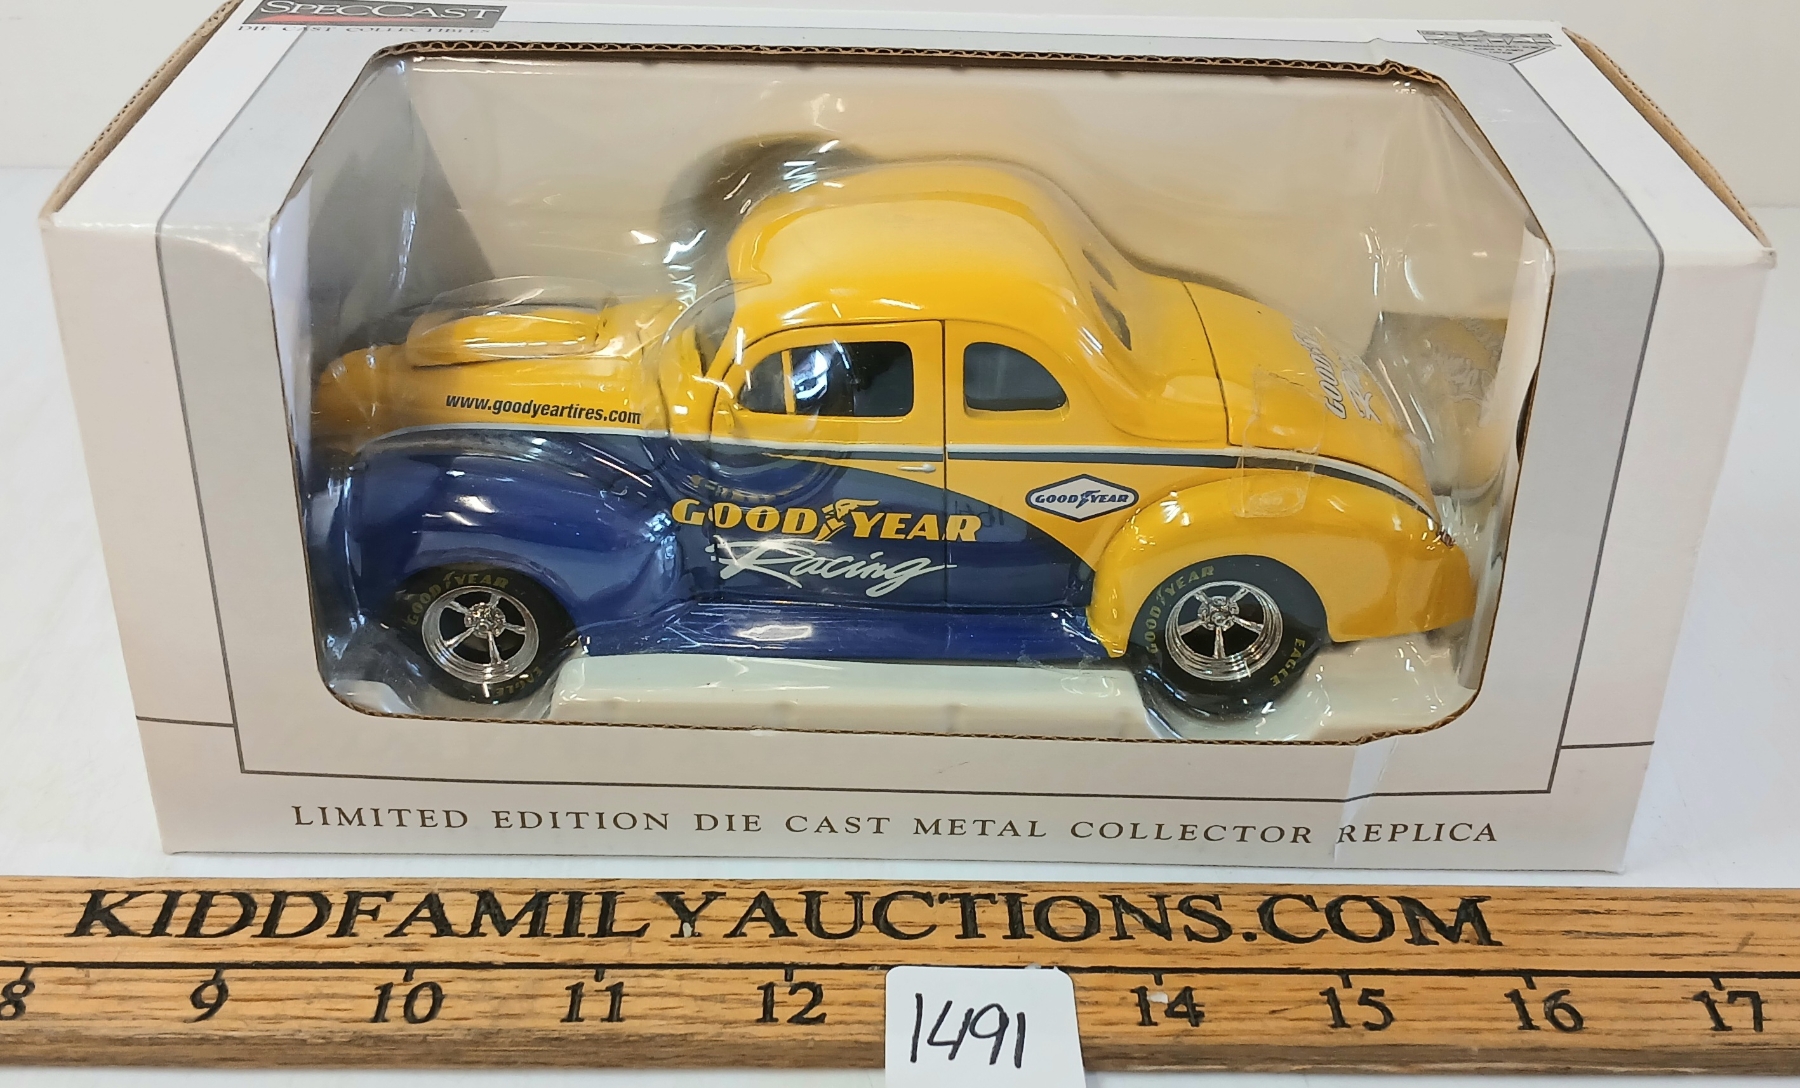 SPECCAST
DIE CAST COLLECTIBLES
www.goodyeartires.com
GOODYEAR
Racing
GOODYEAR
GOODYEAR
EAGLE
GOODYEAR
EAGLE
GOODYEAR
LIMITED EDITION DIE CAST METAL COLLECTOR REPLICA
KIDDFAMILYAUCTIONS.COM
8 9 10 11 12 14 15 16 17
1491